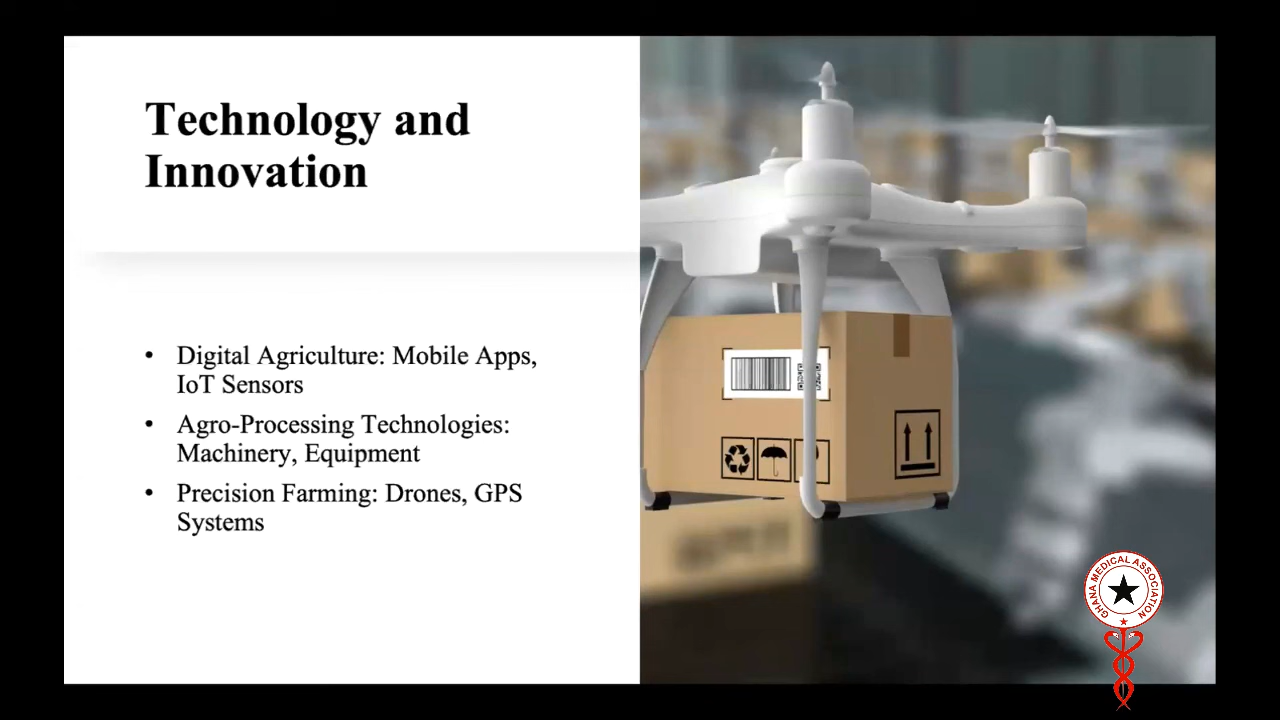 Technology and
Innovation
• Digital Agriculture: Mobile Apps,
IoT Sensors
• Agro-Processing Technologies:
Machinery, Equipment
• Precision Farming: Drones, GPS
Systems
GHANA MEDICAL ASSOCIATION